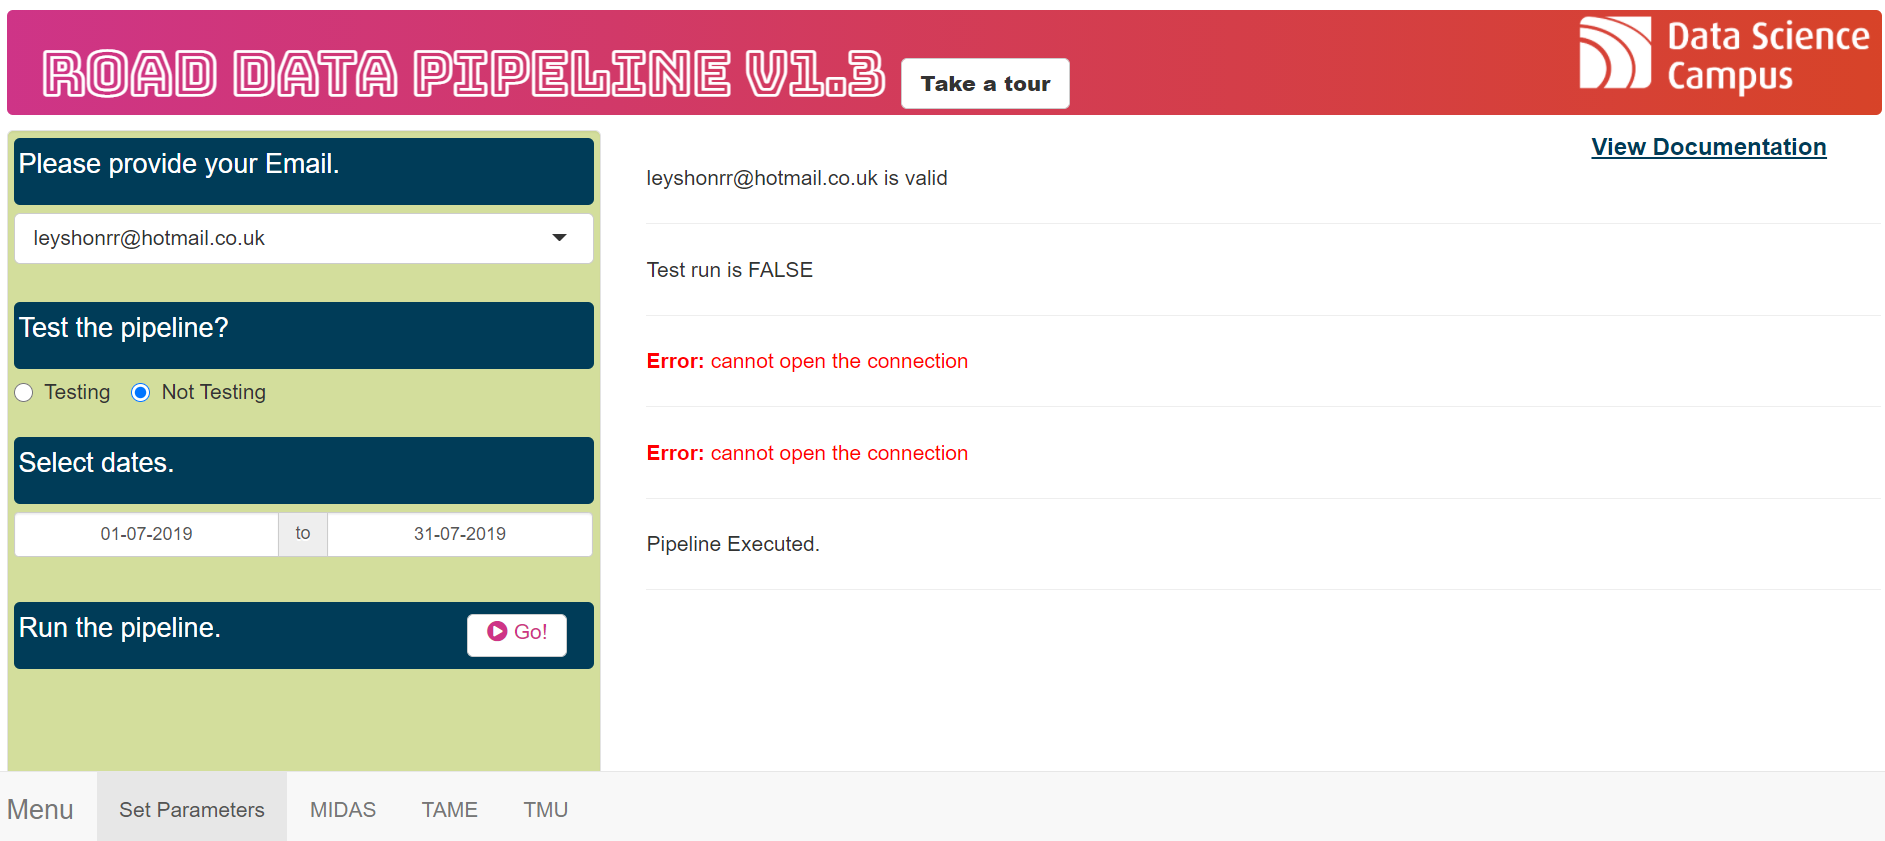 ROAD DATA PIPELINE V1.3
Take a tour
Data Science
Campus
Please provide your Email.
leyshonrr@hotmail.co.uk
Test the pipeline?
Testing Not Testing
Select dates.
01-07-2019 to 31-07-2019
Run the pipeline.
Go!
View Documentation
leyshonrr@hotmail.co.uk is valid
Test run is FALSE
Error: cannot open the connection
Error: cannot open the connection
Pipeline Executed.
Menu Set Parameters MIDAS TAME TMU